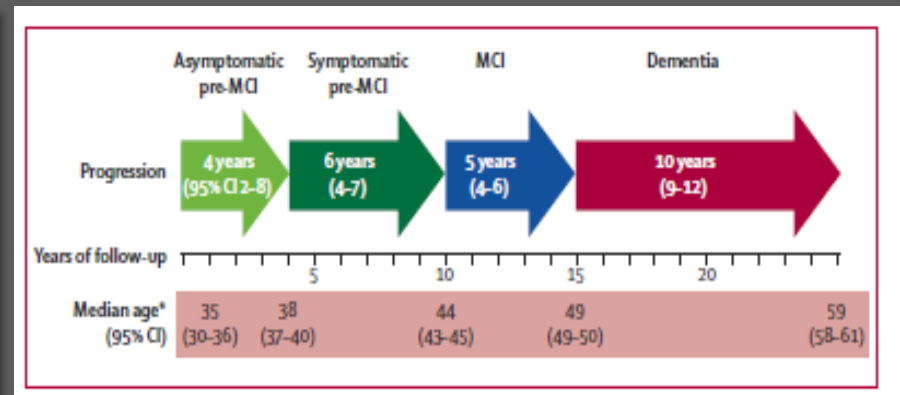 Asymptomatic pre-MCI
Symptomatic pre-MCI
MCI
Dementia
Progression
4 years
(95% CI 2–8)
6 years
(4–7)
5 years
(4–6)
10 years
(9–12)
Years of follow-up
5 10 15 20
Median age* 35 38 44 49 59
(95% CI) (30–36) (37–40) (43–45) (49–50) (58–61)